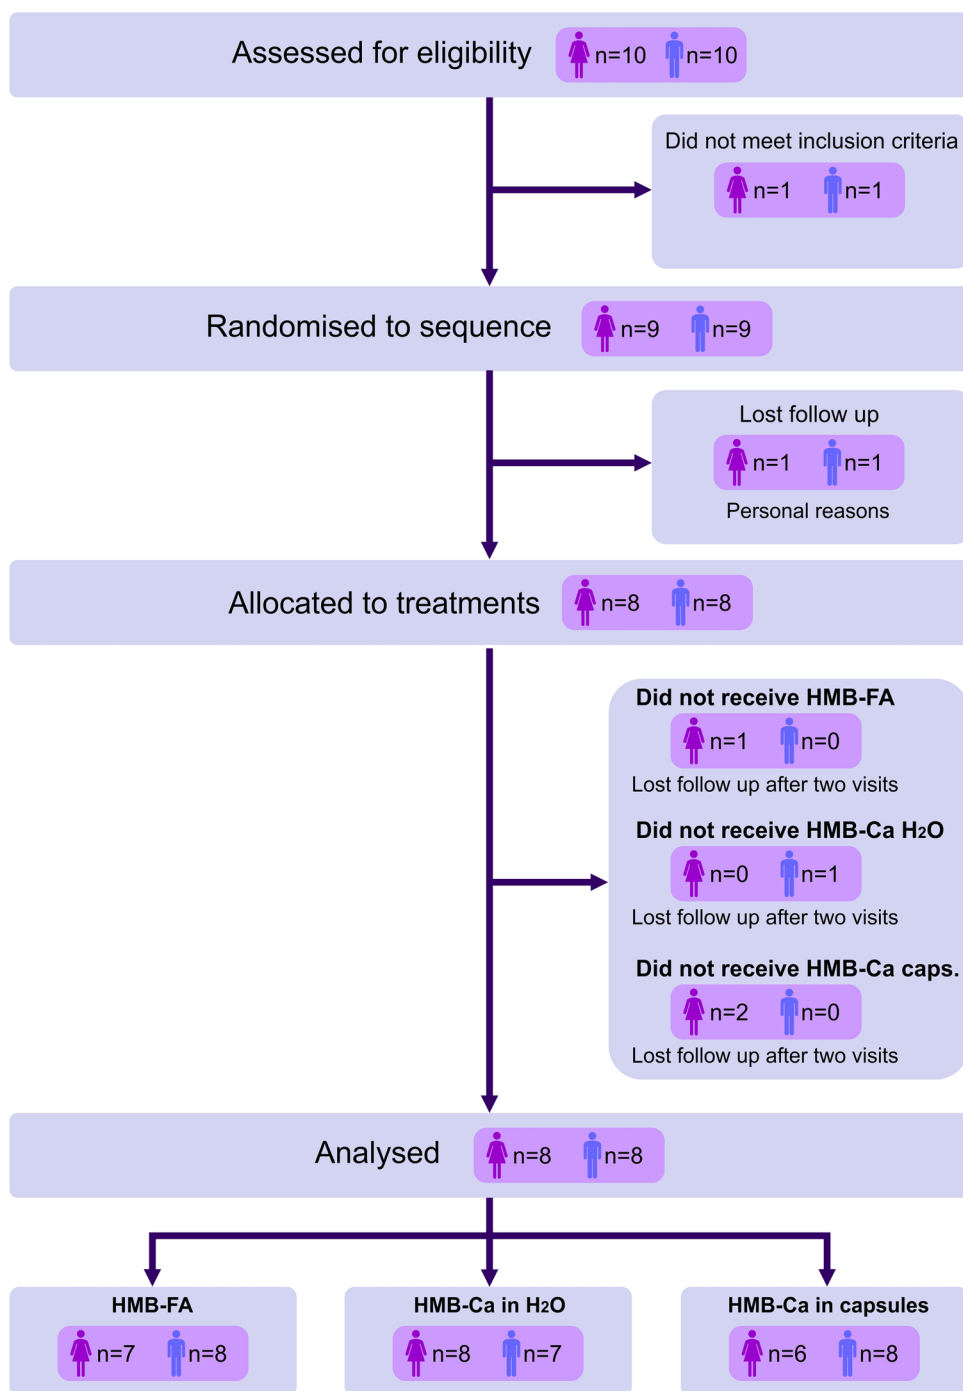 Assessed for eligibility n=10 n=10
Did not meet inclusion criteria
n=1 n=1
Randomised to sequence n=9 n=9
Lost follow up
n=1 n=1
Personal reasons
Allocated to treatments n=8 n=8
Did not receive HMB-FA
n=1 n=0
Lost follow up after two visits
Did not receive HMB-Ca H2O
n=0 n=1
Lost follow up after two visits
Did not receive HMB-Ca caps.
n=2 n=0
Lost follow up after two visits
Analysed n=8 n=8
HMB-FA
n=7 n=8
HMB-Ca in H2O
n=8 n=7
HMB-Ca in capsules
n=6 n=8